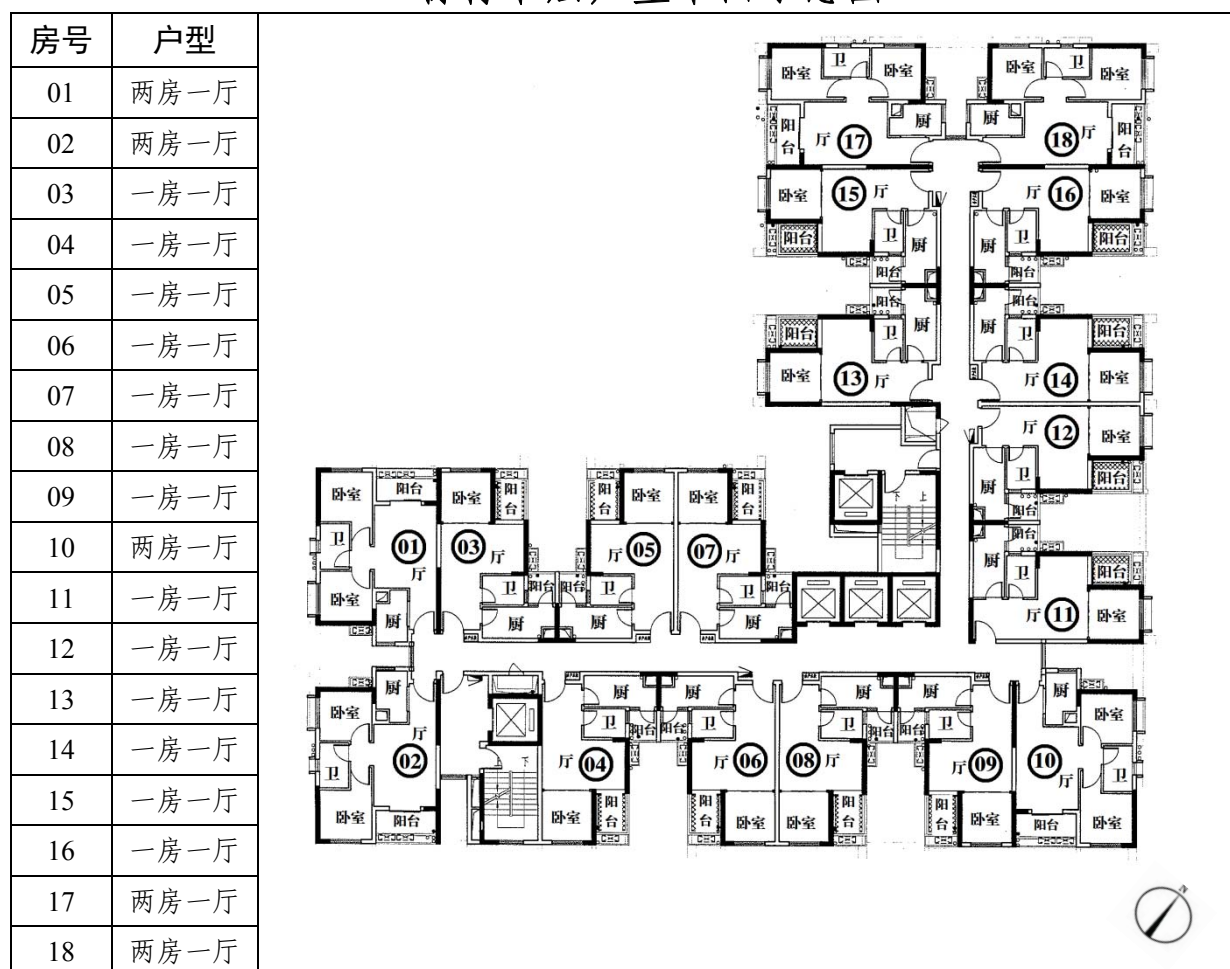 房号 户型
01 两房一厅
02 两房一厅
03 一房一厅
04 一房一厅
05 一房一厅
06 一房一厅
07 一房一厅
08 一房一厅
09 一房一厅
10 两房一厅
11 一房一厅
12 一房一厅
13 一房一厅
14 一房一厅
15 一房一厅
16 一房一厅
17 两房一厅
18 两房一厅
卧室 卫 卧室 卧室 卫 卧室
厨 厨
阳台 厅 17 18 厅 阳台
卧室 15 厅 厅 16 卧室
阳台 卫 厨 厨 卫 阳台
阳台 阳台
阳台 阳台
阳台 卫 厨 厨 卫 阳台
卧室 13 厅 厅 14 卧室
厅 12 卧室
厨 卫 阳台
阳台
下 上
卧室 阳台 卧室 阳台 阳台 卧室 卧室 阳台
卫 01 厅 03 厅 厅 05 07 厅
阳台
厨 卫 阳台
卧室 厨 卫 阳台 阳台 卫 卫 阳台
厨 厨 厨
厅 11 卧室
厨 厨 厨 厨 厨 厨
卧室 厅 卫 阳台 阳台 卫 卫 阳台 阳台 卫 卧室
卫 02 下 厅 04 厅 06 08 厅 厅 09 10 厅 卫
卧室 阳台 卧室 阳台 阳台 卧室 卧室 阳台 阳台 卧室 阳台 卧室
N